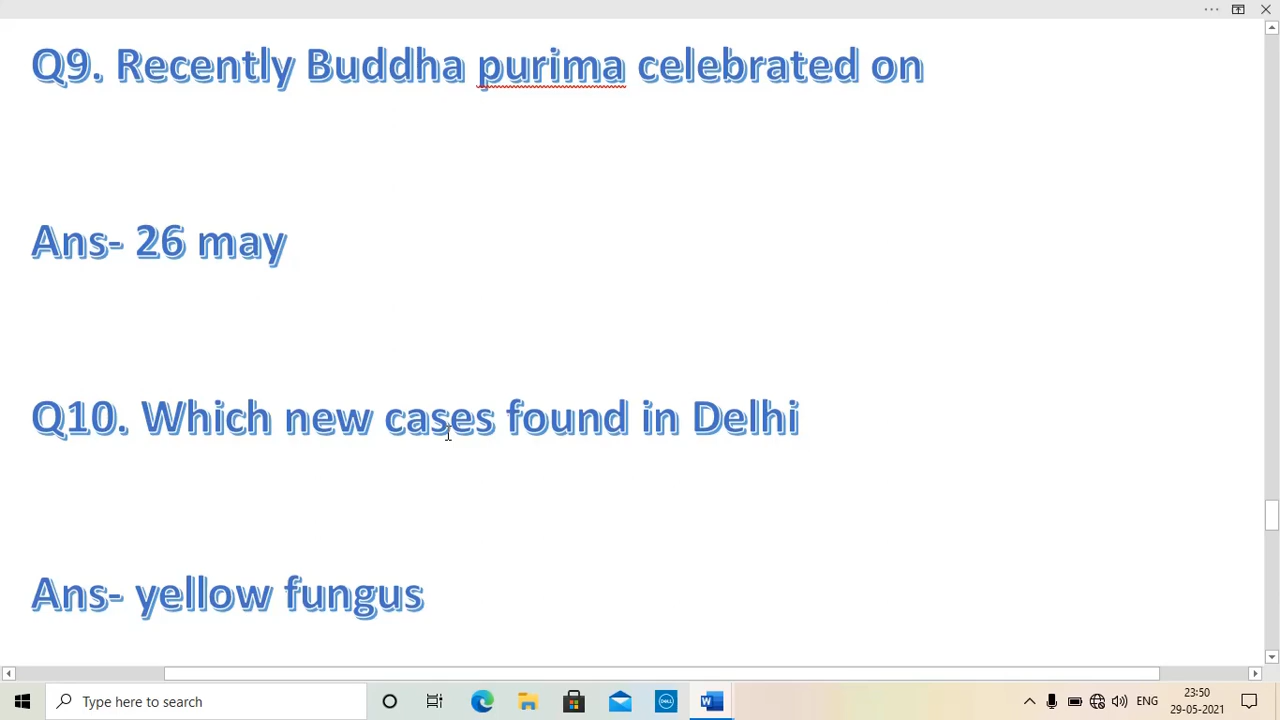 Q9. Recently Buddha purima celebrated on
Ans- 26 may
Q10. Which new cases found in Delhi
Ans- yellow fungus
Type here to search
DELL
ENG
23:50
29-05-2021